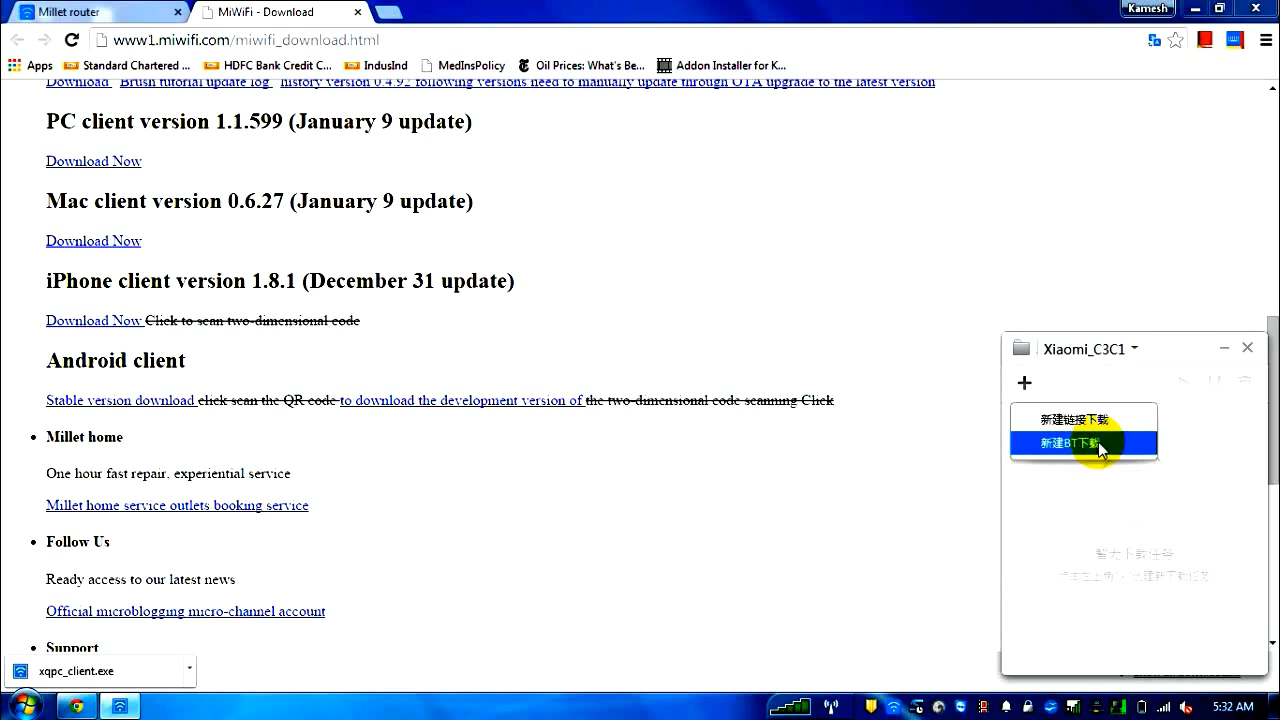 Millet router
MiWiFi - Download
Kamesh
www1.miwifi.com/miwifi_download.html
Apps
Standard Chartered ...
HDFC Bank Credit C...
IndusInd
MedInsPolicy
Oil Prices: What's Be...
Addon Installer for K...
Download Brush tutorial update log history version 0.4.92 following versions need to manually update through OTA upgrade to the latest version
PC client version 1.1.599 (January 9 update)
Download Now
Mac client version 0.6.27 (January 9 update)
Download Now
iPhone client version 1.8.1 (December 31 update)
Download Now Click to scan two-dimensional code
Android client
Stable version download click scan the QR code to download the development version of the two-dimensional code scanning Click
Millet home
One hour fast repair, experiential service
Millet home service outlets booking service
Follow Us
Ready access to our latest news
Official microblogging micro-channel account
Support
Xiaomi_C3C1
+
新建链接下载
新建BT下载
暂无下载任务
xqpc_client.exe
5:32 AM